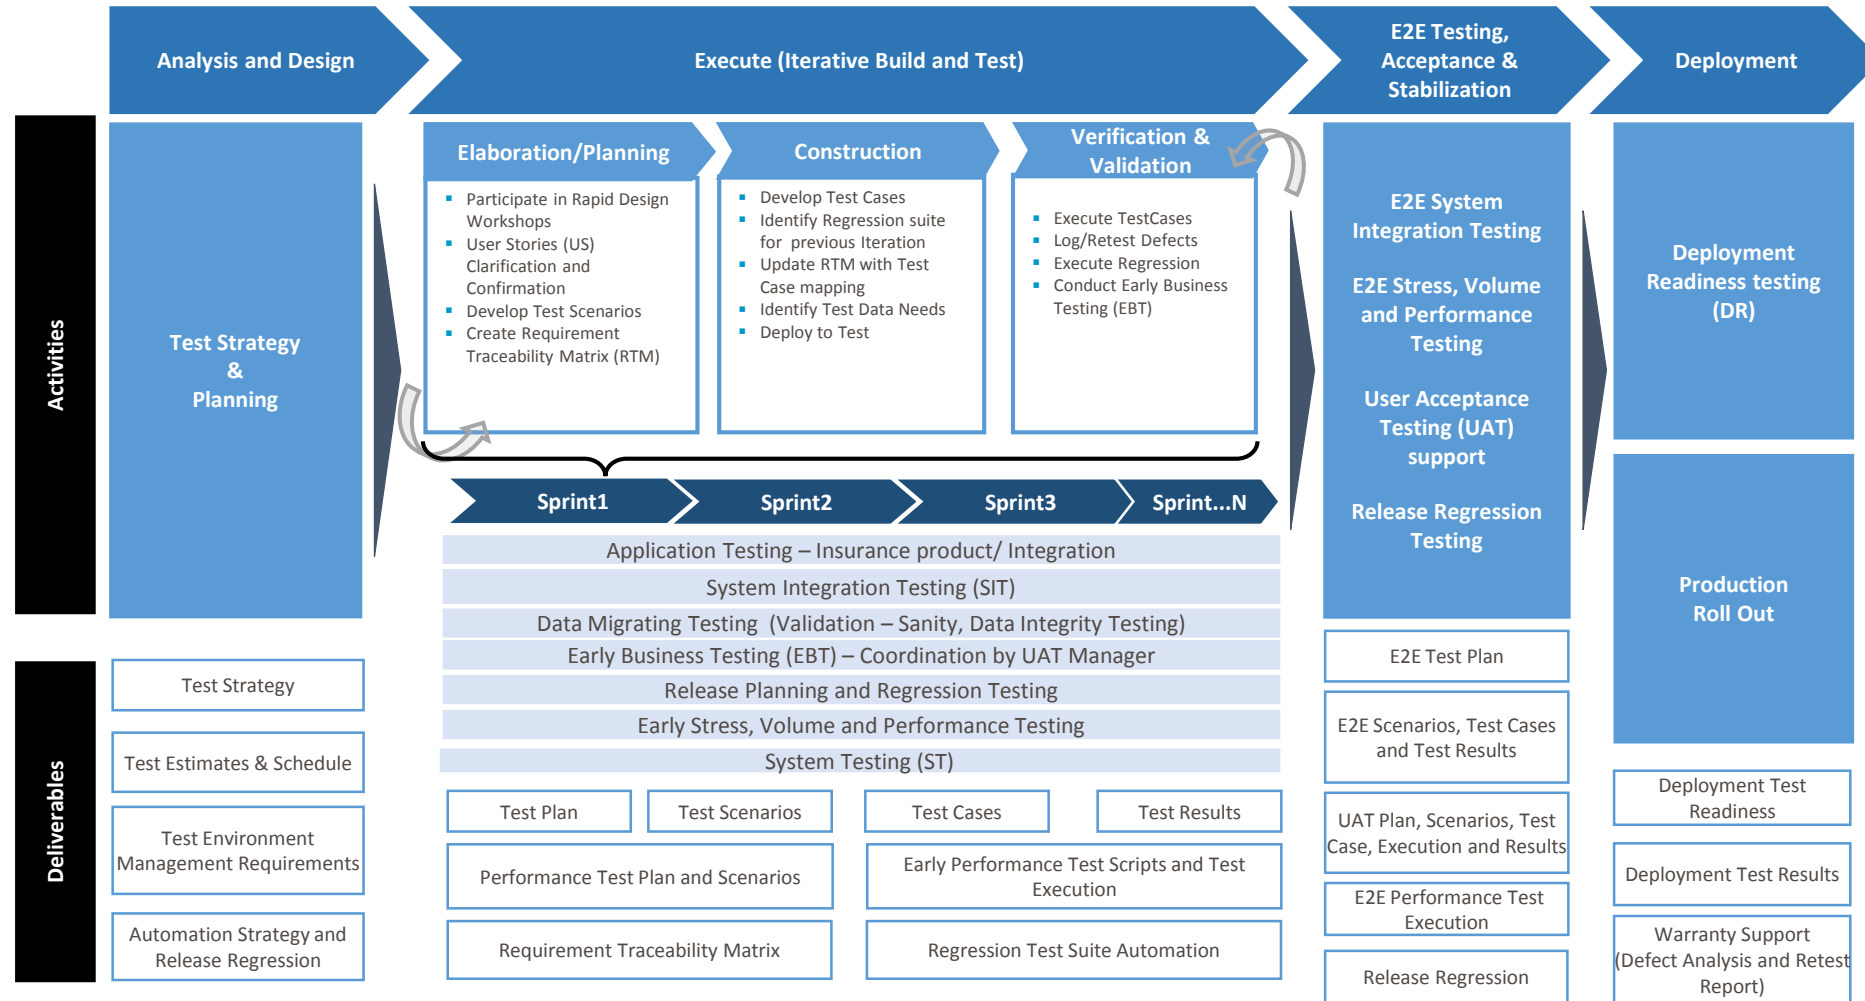 Analysis and Design
Execute (Iterative Build and Test)
E2E Testing,
Acceptance &
Stabilization
Deployment
Activities
Test Strategy
&
Planning
Elaboration/Planning
Participate in Rapid Design
Workshops
User Stories (US)
Clarification and
Confirmation
Develop Test Scenarios
Create Requirement
Traceability Matrix (RTM)
Construction
Develop Test Cases
Identify Regression suite
for previous Iteration
Update RTM with Test
Case mapping
Identify Test Data Needs
Deploy to Test
Verification &
Validation
Execute TestCases
Log/Retest Defects
Execute Regression
Conduct Early Business
Testing (EBT)
Sprint1
Sprint2
Sprint3
Sprint...N
Application Testing – Insurance product/ Integration
System Integration Testing (SIT)
Data Migrating Testing (Validation – Sanity, Data Integrity Testing)
Early Business Testing (EBT) – Coordination by UAT Manager
Release Planning and Regression Testing
Early Stress, Volume and Performance Testing
System Testing (ST)
E2E System
Integration Testing
E2E Stress, Volume
and Performance
Testing
User Acceptance
Testing (UAT)
support
Release Regression
Testing
Deployment
Readiness testing
(DR)
Production
Roll Out
Deliverables
Test Strategy
Test Estimates & Schedule
Test Environment
Management Requirements
Automation Strategy and
Release Regression
Test Plan
Test Scenarios
Test Cases
Test Results
Performance Test Plan and Scenarios
Early Performance Test Scripts and Test
Execution
Requirement Traceability Matrix
Regression Test Suite Automation
E2E Test Plan
E2E Scenarios, Test Cases
and Test Results
UAT Plan, Scenarios, Test
Case, Execution and Results
E2E Performance Test
Execution
Release Regression
Deployment Test
Readiness
Deployment Test Results
Warranty Support
(Defect Analysis and Retest
Report)